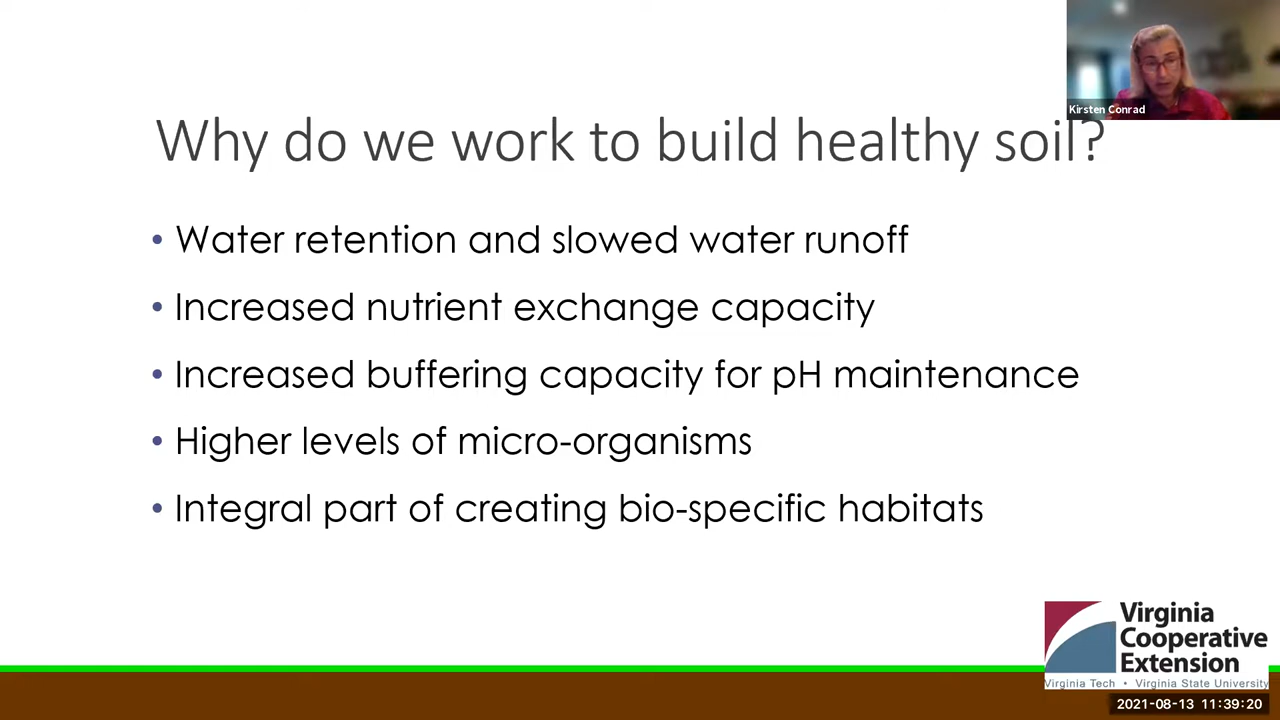 Kirsten Conrad
Why do we work to build healthy soil?
• Water retention and slowed water runoff
• Increased nutrient exchange capacity
• Increased buffering capacity for pH maintenance
• Higher levels of micro-organisms
• Integral part of creating bio-specific habitats
Virginia
Cooperative
Extension
Virginia Tech • Virginia State University
2021-08-13 11:39:20